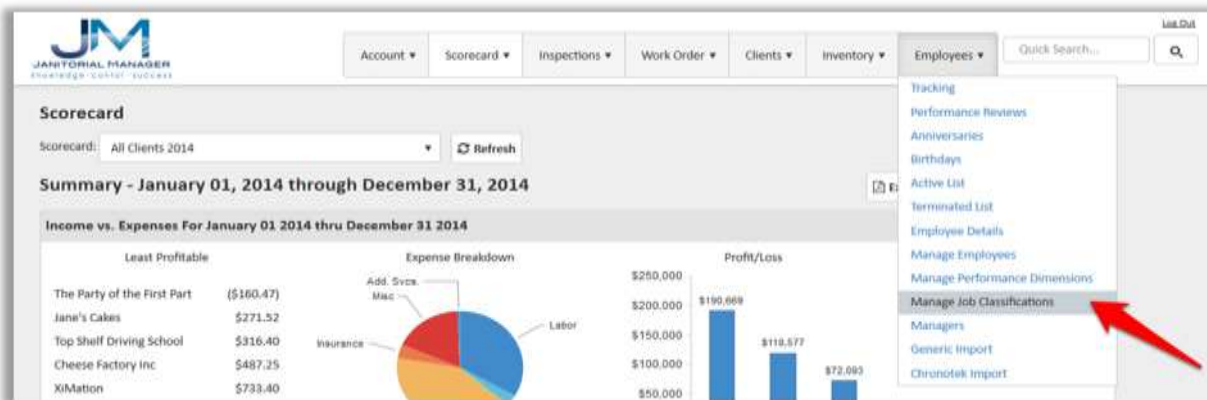 Log Out
JM
JANITORIAL MANAGER
knowledge·control·success
Account ▾
Scorecard ▾
Inspections ▾
Work Order ▾
Clients ▾
Inventory ▾
Employees ▾
Quick Search...
Tracking
Performance Reviews
Anniversaries
Birthdays
Active List
Terminated List
Employee Details
Manage Employees
Manage Performance Dimensions
Manage Job Classifications
Managers
Generic Import
Chronotek Import
Scorecard
Scorecard: All Clients 2014 ▾ Refresh
Summary - January 01, 2014 through December 31, 2014
Income vs. Expenses For January 01 2014 thru December 31 2014
Least Profitable
The Party of the First Part ($160.47)
Jane's Cakes $271.52
Top Shelf Driving School $316.40
Cheese Factory Inc $487.25
XiMation $733.40
Expense Breakdown
Add. Svcs.
Misc
Insurance
Labor
Profit/Loss
$250,000
$200,000
$150,000
$100,000
$50,000
$190,669
$118,577
$72,093